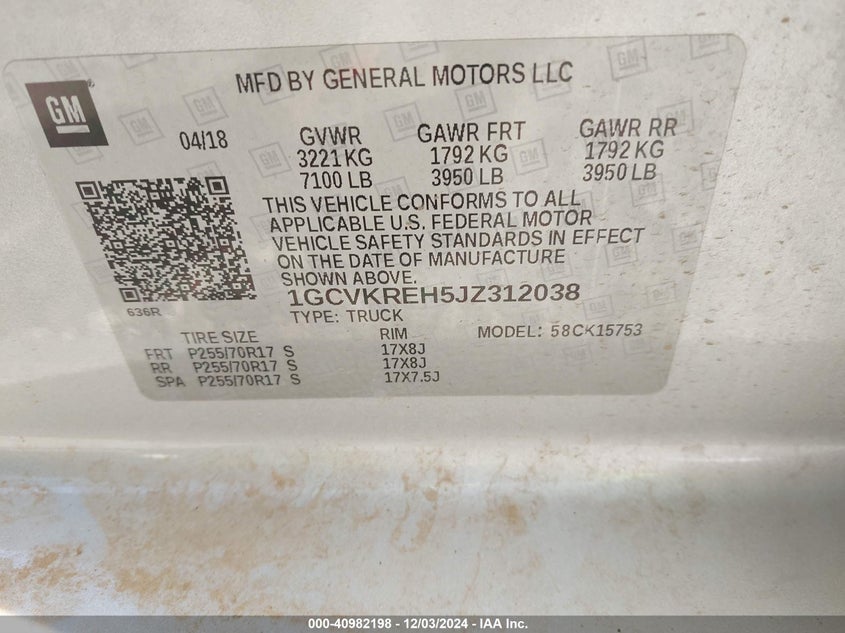 GM
MFD BY GENERAL MOTORS LLC
04/18 GVWR GAWR FRT GAWR RR
3221 KG 1792 KG 1792 KG
7100 LB 3950 LB 3950 LB
THIS VEHICLE CONFORMS TO ALL
APPLICABLE U.S. FEDERAL MOTOR
VEHICLE SAFETY STANDARDS IN EFFECT
ON THE DATE OF MANUFACTURE
SHOWN ABOVE.
1GCVKREH5JZ312038
636R
TYPE: TRUCK
TIRE SIZE RIM MODEL: 58CK15753
FRT P255/70R17 S 17X8J
RR P255/70R17 S 17X8J
SPA P255/70R17 S 17X7.5J
000-40982198 - 12/03/2024 - IAA Inc.